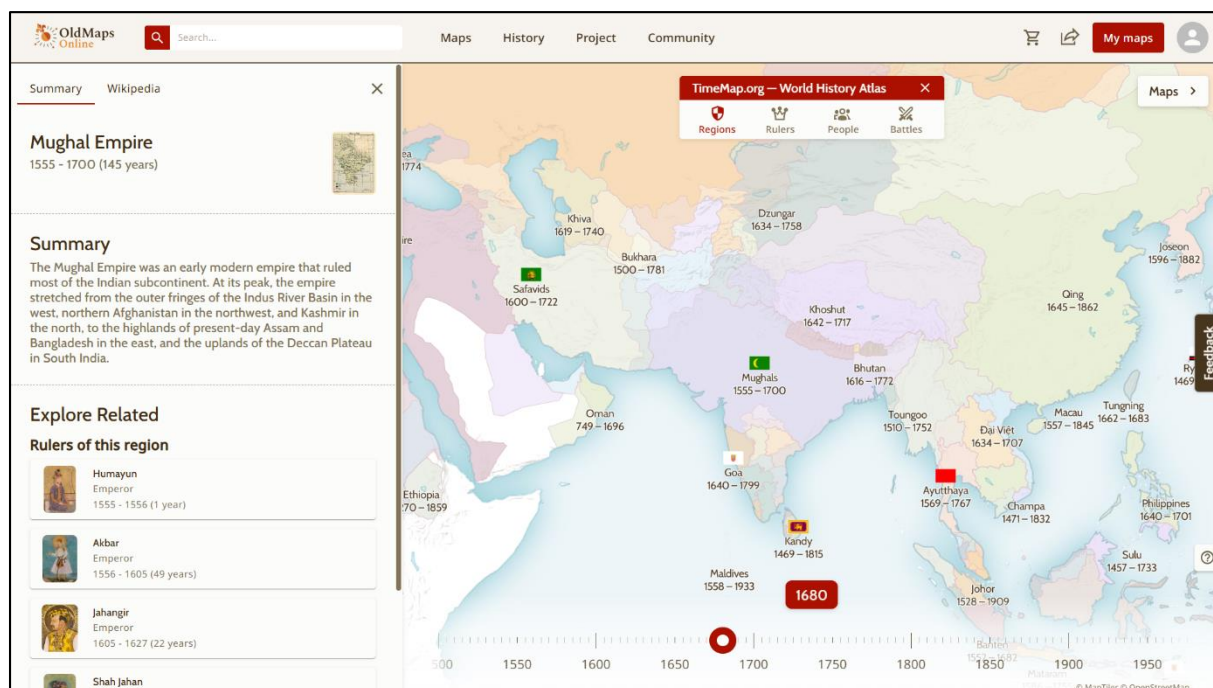 OldMaps
Online
Search...
Maps
History
Project
Community
My maps
Summary
Wikipedia
Mughal Empire
1555 - 1700 (145 years)
Summary
The Mughal Empire was an early modern empire that ruled
most of the Indian subcontinent. At its peak, the empire
stretched from the outer fringes of the Indus River Basin in the
west, northern Afghanistan in the northwest, and Kashmir in
the north, to the highlands of present-day Assam and
Bangladesh in the east, and the uplands of the Deccan Plateau
in South India.
Explore Related
Rulers of this region
Humayun
Emperor
1555 - 1556 (1 year)
Akbar
Emperor
1556 - 1605 (49 years)
Jahangir
Emperor
1605 - 1627 (22 years)
Shah Jahan
TimeMap.org — World History Atlas
Regions
Rulers
People
Battles
Maps
1774
Khiva
1619 – 1740
Dzungar
1634 – 1758
Bukhara
1500 – 1781
Joseon
1596 – 1882
Safavids
1600 – 1722
Khoshut
1642 – 1717
Qing
1645 – 1862
Feedback
Mughals
1555 – 1700
Bhutan
1616 – 1772
Ry
1469
Oman
749 – 1696
Toungoo
1510 – 1752
Đại Việt
1634 – 1707
Macau
1557 – 1845
Tungning
1662 – 1683
Goa
1640 – 1799
Ethiopia
270 – 1859
Ayutthaya
1569 – 1767
Champa
1471 – 1832
Philippines
1640 – 1701
Kandy
1469 – 1815
Sulu
1457 – 1733
Maldives
1558 – 1933
Johor
1528 – 1909
1680
Banten
1552 – 1682
Mataram
500
1550
1600
1650
1700
1750
1800
1850
1900
1950
© MapTiler © OpenStreetMap